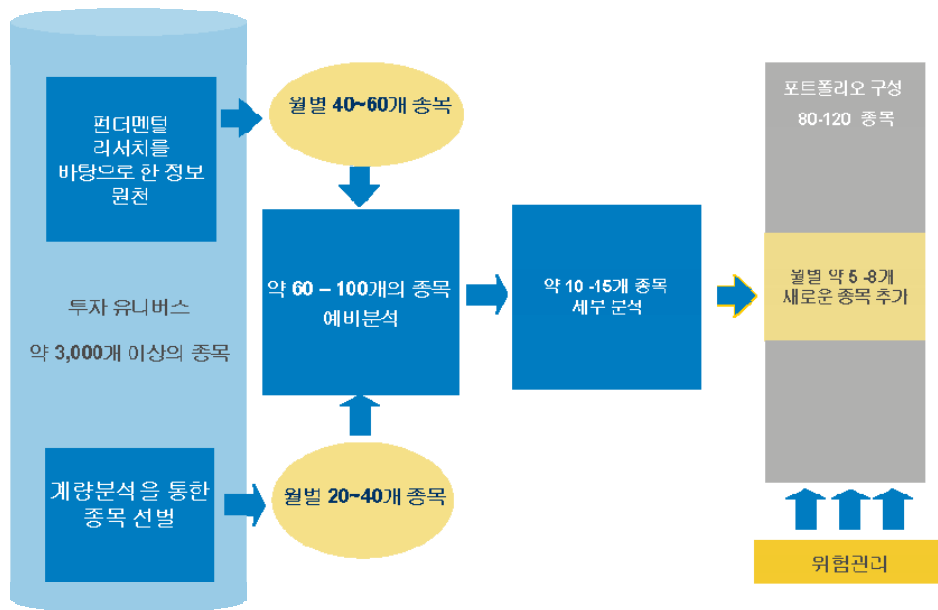 펀더멘털
리서치를
바탕으로 한 정보
원천
월별 40~60개 종목
포트폴리오 구성
80-120 종목
투자 유니버스
약 3,000개 이상의 종목
약 60 – 100개의 종목
예비분석
약 10 -15개 종목
세부 분석
월별 약 5 -8개
새로운 종목 추가
계량분석을 통한
종목 선별
월별 20~40개 종목
위험관리